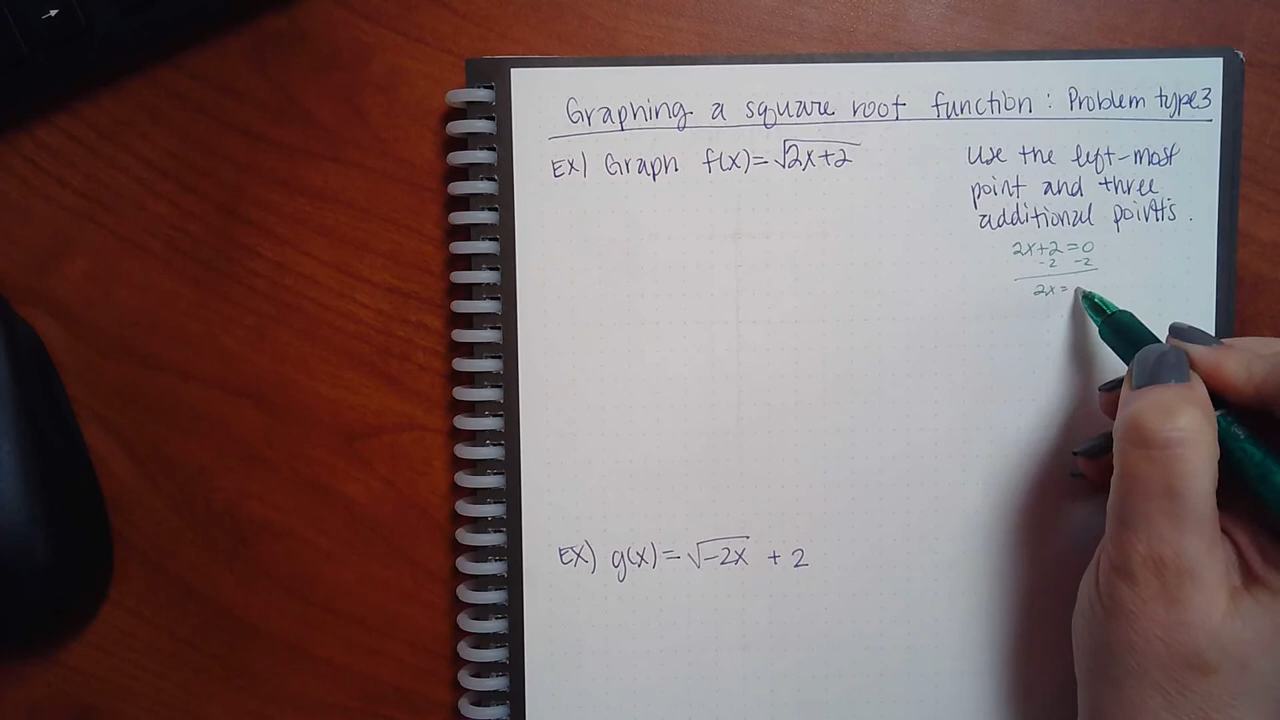 Graphing a square root function: Problem type 3
EX) Graph f(x)=√2x+2
Use the left-most
point and three
additional points.
2x+2=0
-2 -2
2x=
EX) g(x)=√-2x + 2